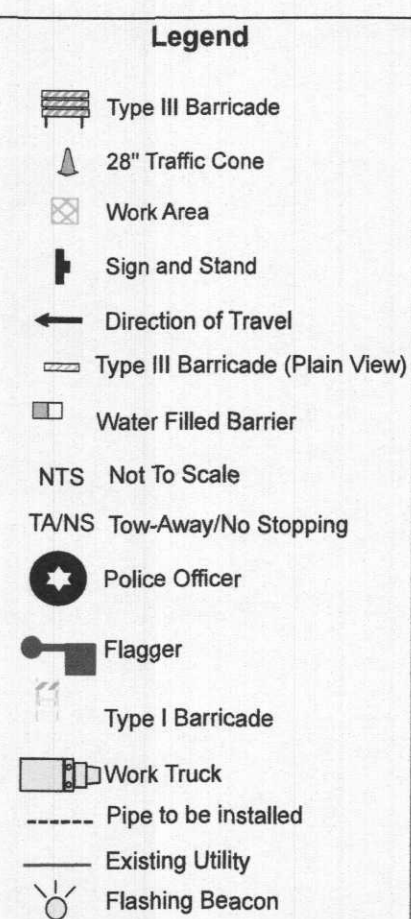 Legend
Type III Barricade
28" Traffic Cone
Work Area
Sign and Stand
Direction of Travel
Type III Barricade (Plain View)
Water Filled Barrier
NTS Not To Scale
TA/NS Tow-Away/No Stopping
Police Officer
Flagger
Type I Barricade
Work Truck
Pipe to be installed
Existing Utility
Flashing Beacon